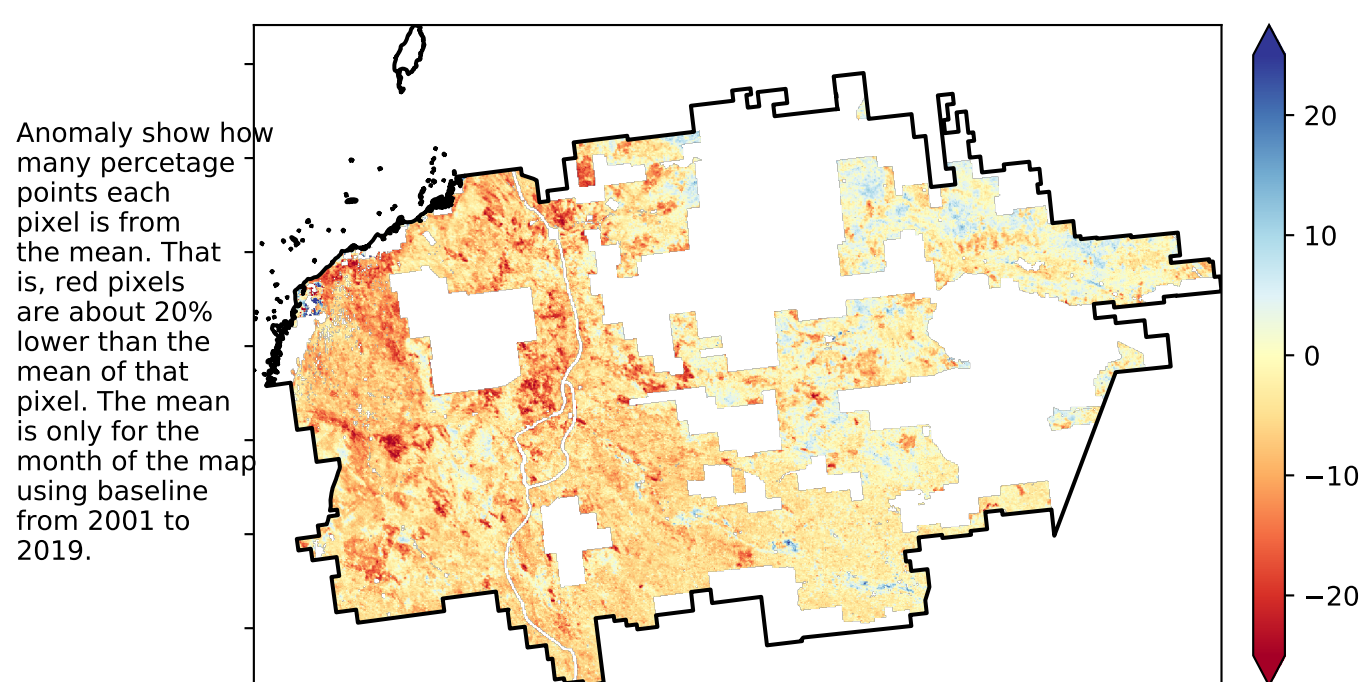 Anomaly show how
many percetage
points each
pixel is from
the mean. That
is, red pixels
are about 20%
lower than the
mean of that
pixel. The mean
is only for the
month of the map
using baseline
from 2001 to
2019.
20
10
0
−10
−20